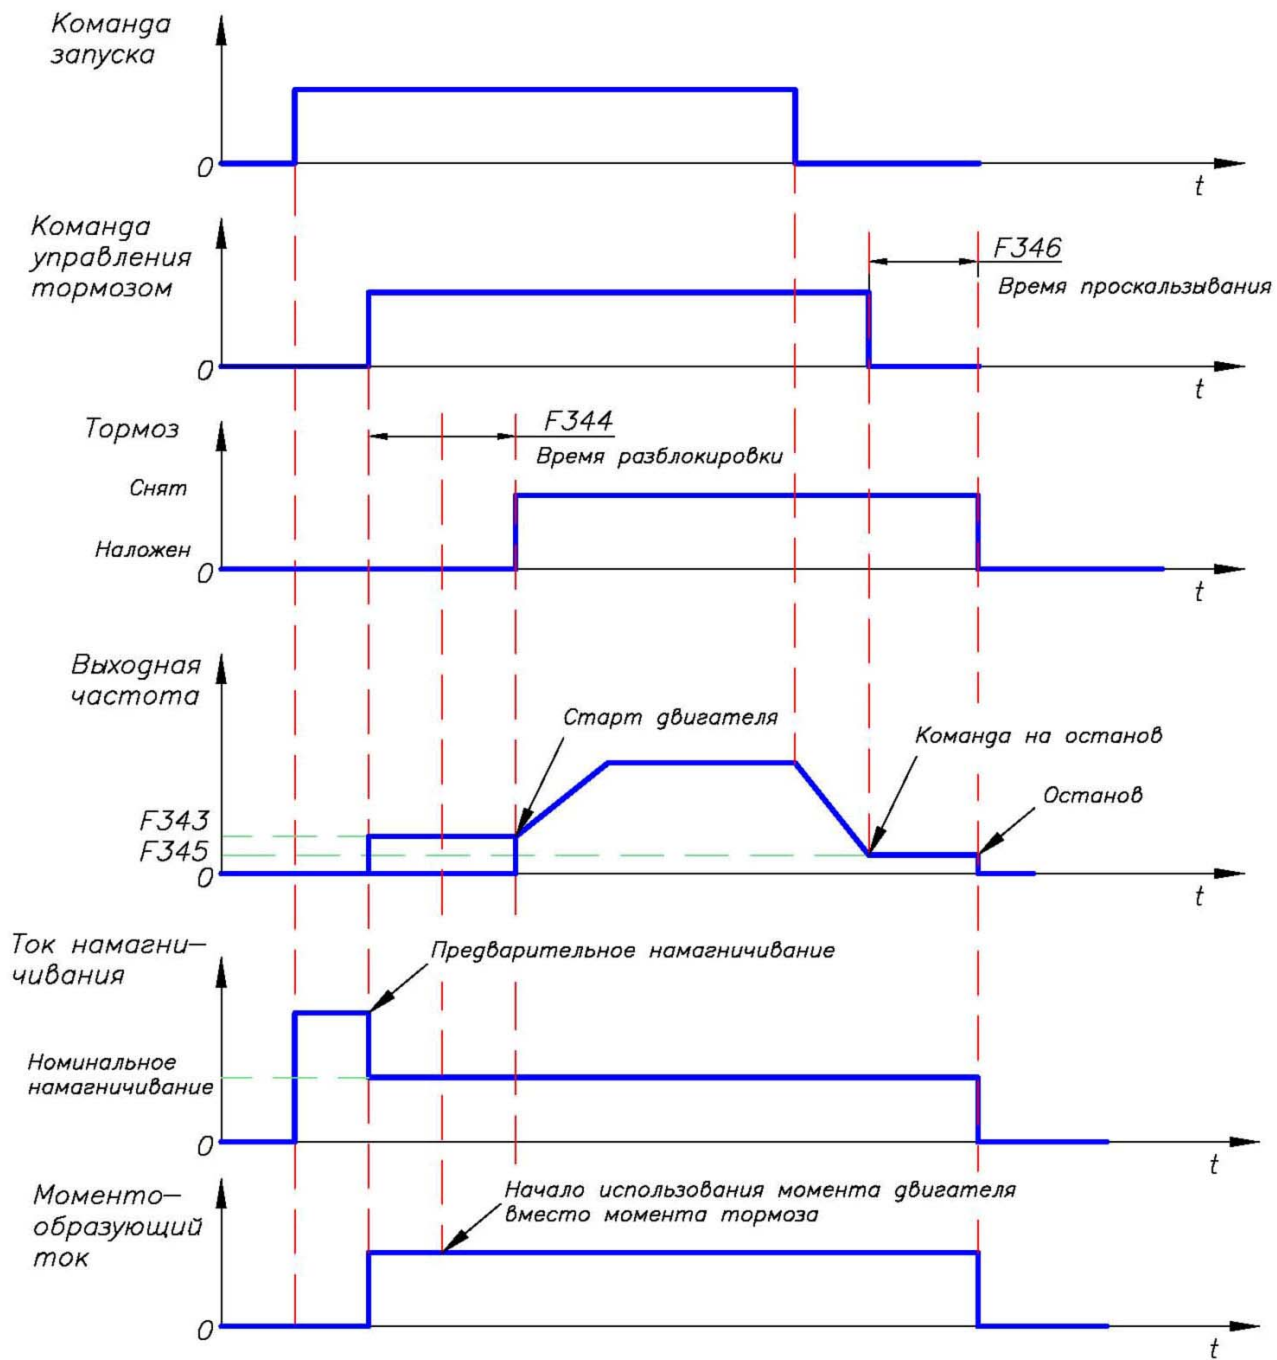 Команда
запуска
0
t
Команда
управления
тормозом
F346
Время проскальзывания
0
t
Тормоз
F344
Время разблокировки
Снят
Наложен
0
t
Выходная
частота
Старт двигателя
Команда на останов
Останов
F343
F345
0
t
Ток намагни-
чивания
Предварительное намагничивание
Номинальное
намагничивание
0
t
Моменто-
образующий
ток
Начало использования момента двигателя
вместо момента тормоза
0
t